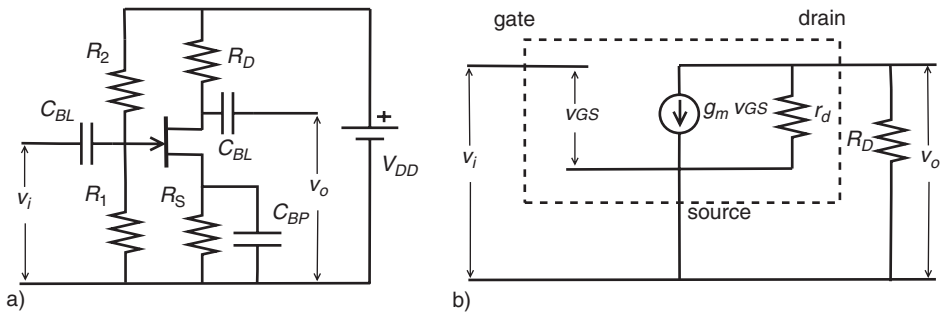 R2
RD
CBL
CBL
+
VDD
vi
R1
RS
CBP
vo
a)
gate
drain
vi
vGS
gm vGS
rd
RD
vo
source
b)